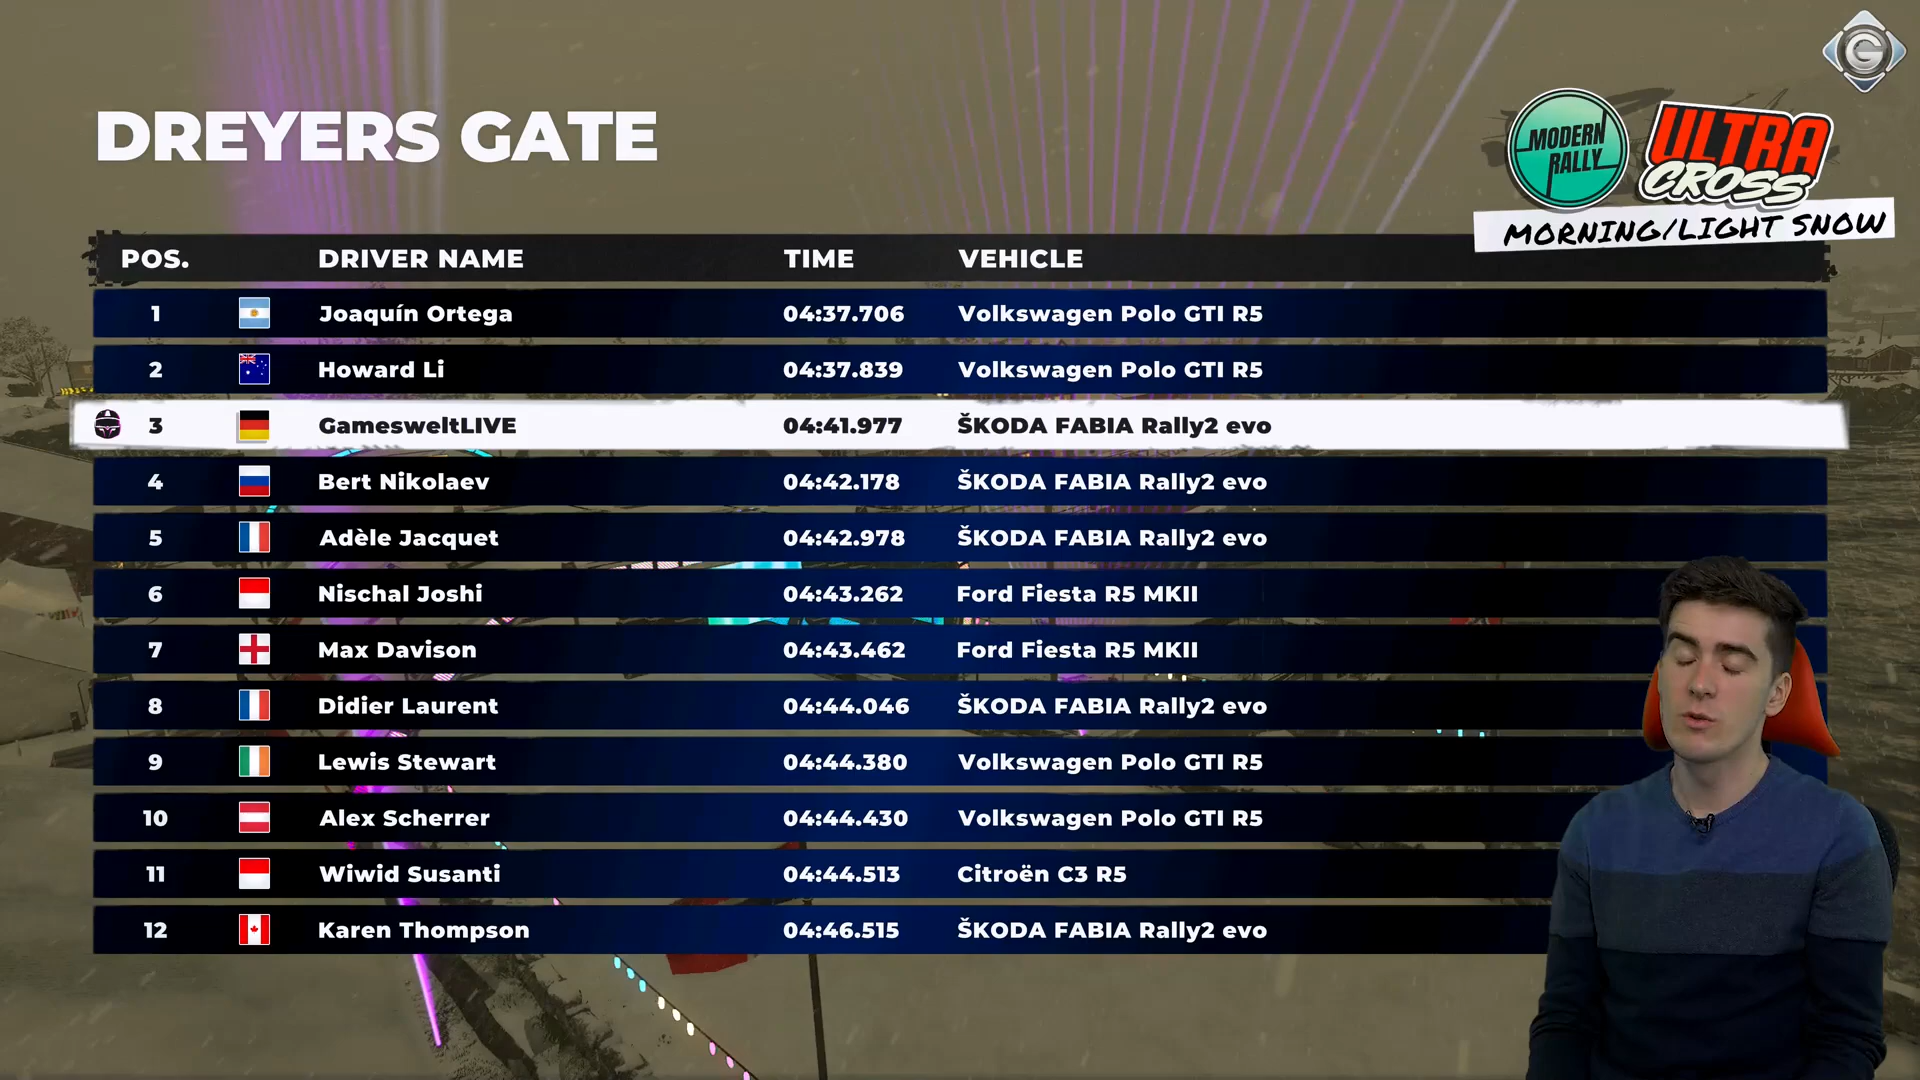 G
DREYERS GATE
MODERN
RALLY
ULTRA
CROSS
MORNING/LIGHT SNOW
POS. DRIVER NAME TIME VEHICLE
1 Joaquín Ortega 04:37.706 Volkswagen Polo GTI R5
2 Howard Li 04:37.839 Volkswagen Polo GTI R5
3 GamesweltLIVE 04:41.977 ŠKODA FABIA Rally2 evo
4 Bert Nikolaev 04:42.178 ŠKODA FABIA Rally2 evo
5 Adèle Jacquet 04:42.978 ŠKODA FABIA Rally2 evo
6 Nischal Joshi 04:43.262 Ford Fiesta R5 MKII
7 Max Davison 04:43.462 Ford Fiesta R5 MKII
8 Didier Laurent 04:44.046 ŠKODA FABIA Rally2 evo
9 Lewis Stewart 04:44.380 Volkswagen Polo GTI R5
10 Alex Scherrer 04:44.430 Volkswagen Polo GTI R5
11 Wiwid Susanti 04:44.513 Citroën C3 R5
12 Karen Thompson 04:46.515 ŠKODA FABIA Rally2 evo